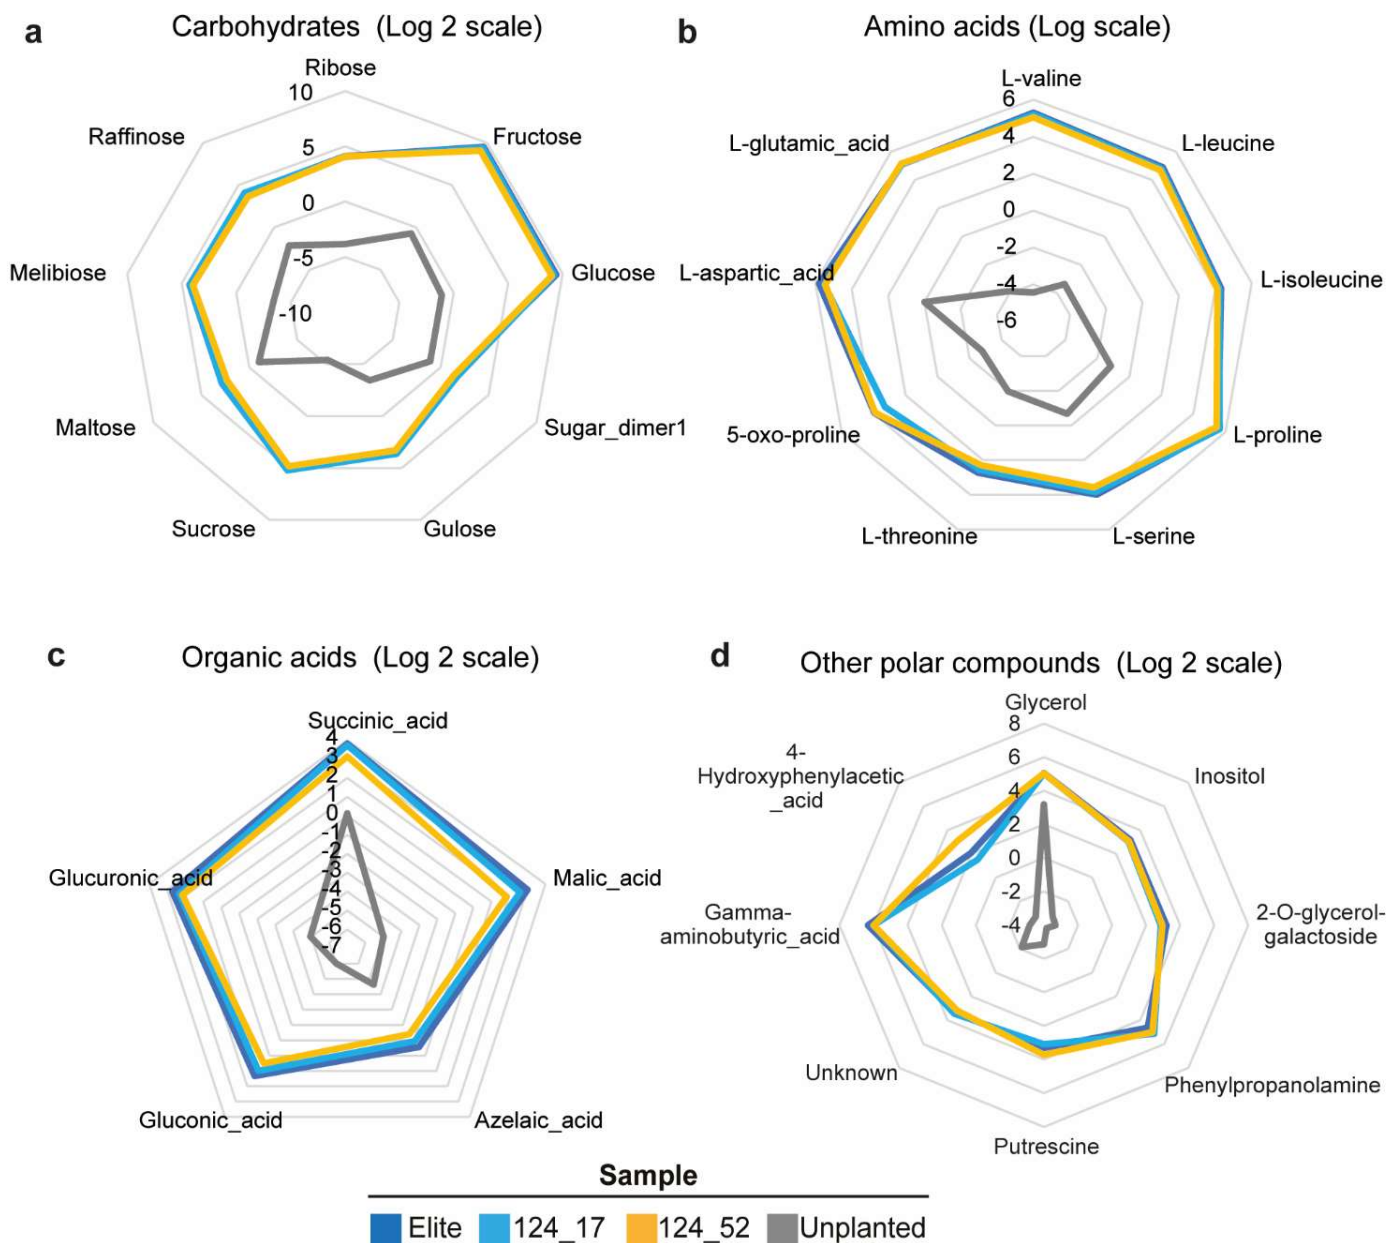 a
Carbohydrates (Log 2 scale)
Ribose
10
Fructose
Raffinose
5
0
-5
-10
Melibiose
Glucose
Maltose
Sugar_dimer1
Sucrose
Gulose
b
Amino acids (Log scale)
L-valine
6
4
2
0
-2
-4
-6
L-glutamic_acid
L-leucine
L-aspartic_acid
L-isoleucine
5-oxo-proline
L-proline
L-threonine
L-serine
c
Organic acids (Log 2 scale)
Succinic_acid
4
3
2
1
0
-1
-2
-3
-4
-5
-6
-7
Glucuronic_acid
Malic_acid
Gluconic_acid
Azelaic_acid
d
Other polar compounds (Log 2 scale)
Glycerol
8
6
4
2
0
-2
-4
4-
Hydroxyphenylacetic
_acid
Inositol
Gamma-
aminobutyric_acid
2-O-glycerol-
galactoside
Unknown
Phenylpropanolamine
Putrescine
Sample
Elite 124_17 124_52 Unplanted